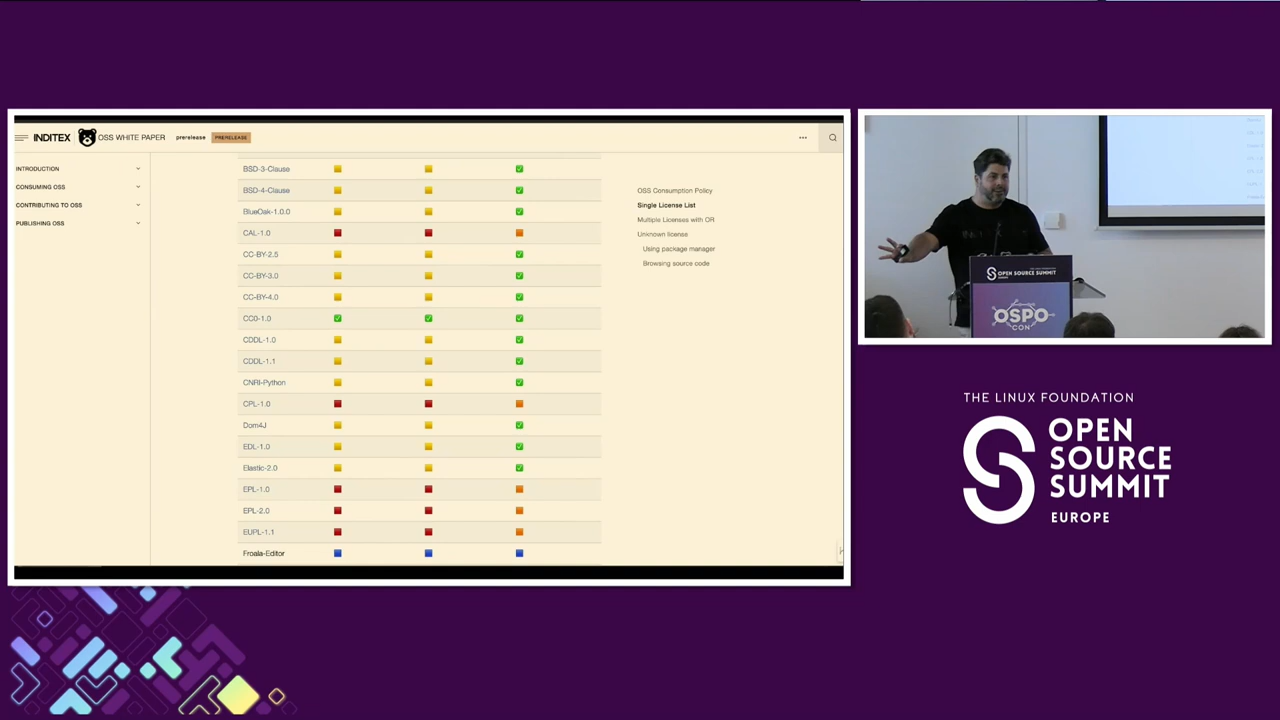 INDITEX OSS WHITE PAPER prerelease PRERELEASE
INTRODUCTION
CONSUMING OSS
CONTRIBUTING TO OSS
PUBLISHING OSS
BSD-3-Clause
BSD-4-Clause
BlueOak-1.0.0
CAL-1.0
CC-BY-2.5
CC-BY-3.0
CC-BY-4.0
CC0-1.0
CDDL-1.0
CDDL-1.1
CNRI-Python
CPL-1.0
Dom4J
EDL-1.0
Elastic-2.0
EPL-1.0
EPL-2.0
EUPL-1.1
Froala-Editor
OSS Consumption Policy
Single License List
Multiple Licenses with OR
Unknown license
Using package manager
Browsing source code
OPEN SOURCE SUMMIT
OSPO
CON
THE LINUX FOUNDATION
OPEN
SOURCE
SUMMIT
EUROPE